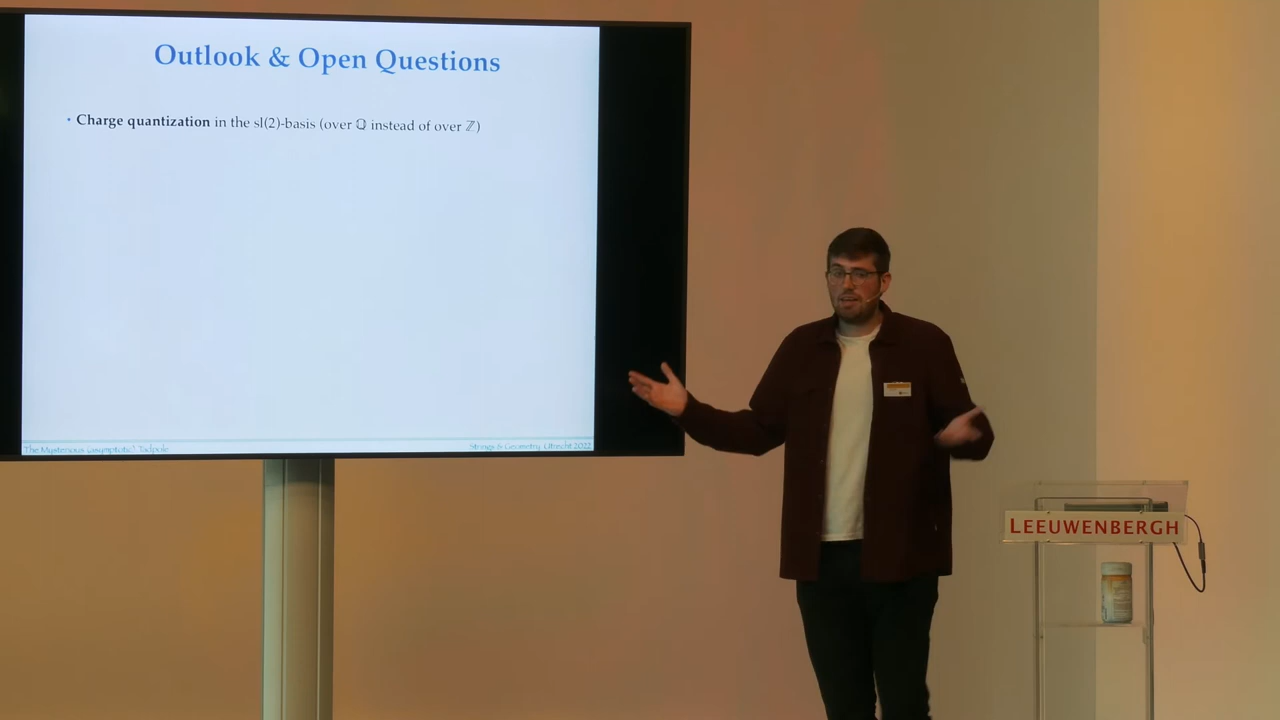 Outlook & Open Questions
• Charge quantization in the sl(2)-basis (over ℚ instead of over ℤ)
"The Mysterious (asymptotic)" Tadpole
Strings & Geometry, Utrecht 2022
LEEUWENBERGH